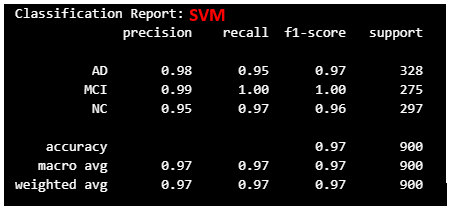 Classification Report: SVM
precision recall f1-score support
AD 0.98 0.95 0.97 328
MCI 0.99 1.00 1.00 275
NC 0.95 0.97 0.96 297
accuracy 0.97 900
macro avg 0.97 0.97 0.97 900
weighted avg 0.97 0.97 0.97 900